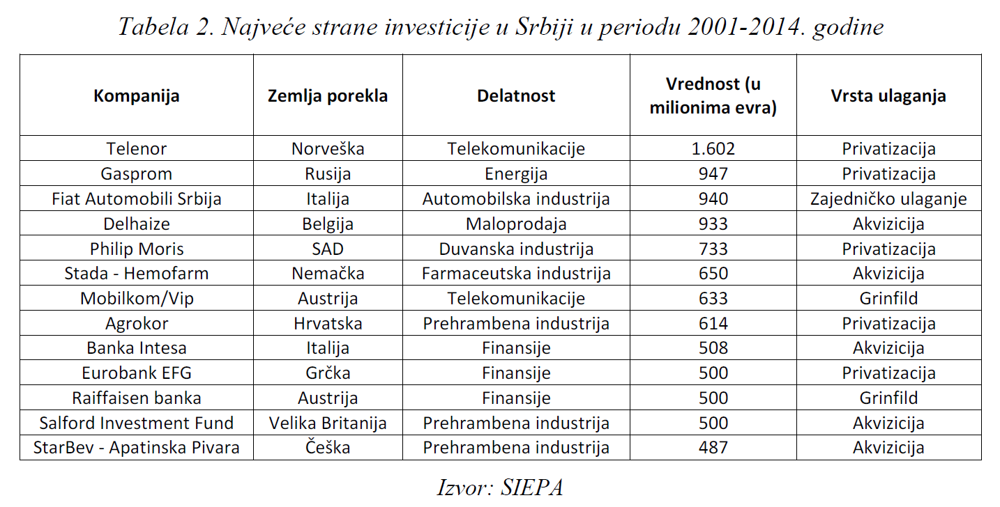 Tabela 2. Najveće strane investicije u Srbiji u periodu 2001-2014. godine
Kompanija Zemlja porekla Delatnost Vrednost (u milionima evra) Vrsta ulaganja
Telenor Norveška Telekomunikacije 1.602 Privatizacija
Gasprom Rusija Energija 947 Privatizacija
Fiat Automobili Srbija Italija Automobilska industrija 940 Zajedničko ulaganje
Delhaize Belgija Maloprodaja 933 Akvizicija
Philip Moris SAD Duvanska industrija 733 Privatizacija
Stada - Hemofarm Nemačka Farmaceutska industrija 650 Akvizicija
Mobilkom/Vip Austrija Telekomunikacije 633 Grinfild
Agrokor Hrvatska Prehrambena industrija 614 Privatizacija
Banka Intesa Italija Finansije 508 Akvizicija
Eurobank EFG Grčka Finansije 500 Privatizacija
Raiffaisen banka Austrija Finansije 500 Grinfild
Salford Investment Fund Velika Britanija Prehrambena industrija 500 Akvizicija
StarBev - Apatinska Pivara Češka Prehrambena industrija 487 Akvizicija
Izvor: SIEPA